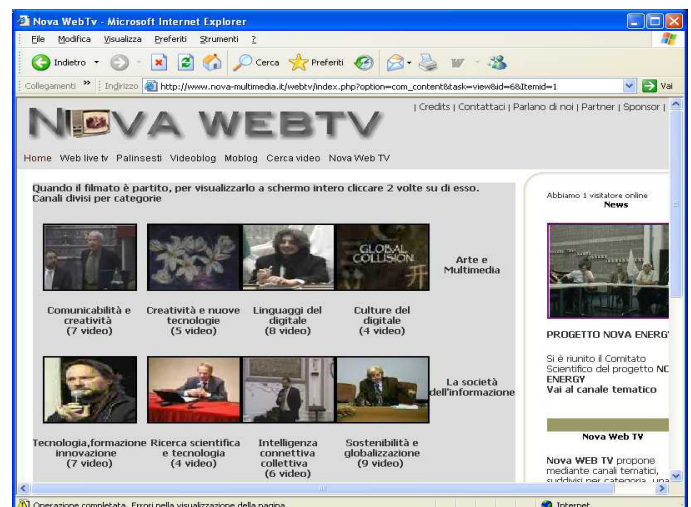 Nova WebTv - Microsoft Internet Explorer
File Modifica Visualizza Preferiti Strumenti ?
Indietro Cerca Preferiti
Collegamenti » Indirizzo http://www.nova-multimedia.it/webtv/index.php?option=com_content&task=view&id=6&Itemid=1 Vai
NOVA WEBTV
| Credits | Contattaci | Parlano di noi | Partner | Sponsor |
Home Web live tv Palinsesti Videoblog Moblog Cerca video Nova Web TV
Quando il filmato è partito, per visualizzarlo a schermo intero cliccare 2 volte su di esso.
Canali divisi per categorie
GLOBAL
COLLISION
Arte e
Multimedia
Comunicabilità e
creatività
(7 video)
Creatività e nuove
tecnologie
(5 video)
Linguaggi del
digitale
(8 video)
Culture del
digitale
(4 video)
La società
dell'informazione
Tecnologia,formazione
innovazione
(7 video)
Ricerca scientifica
e tecnologia
(4 video)
Intelligenza
connettiva
collettiva
(6 video)
Sostenibilità e
globalizzazione
(9 video)
Abbiamo 1 visitatore online
News
PROGETTO NOVA ENERG
Si è riunito il Comitato
Scientifico del progetto NO
ENERGY
Vai al canale tematico
Nova Web TV
Nova WEB TV propone
mediante canali tematici,
suddivisi per categoria, una
Operazione completata. Errori nella visualizzazione della pagina.
Internet